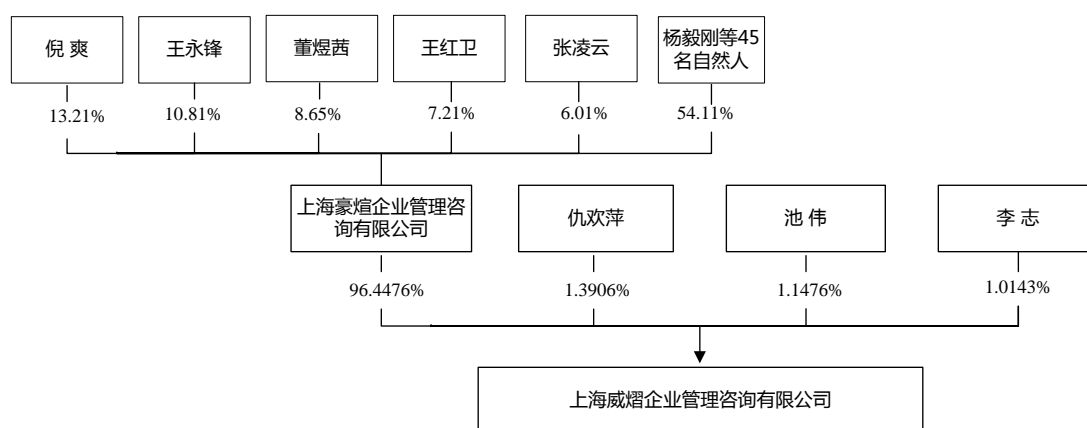 倪 爽
王永锋
董煜茜
王红卫
张凌云
杨毅刚等45
名自然人
13.21%
10.81%
8.65%
7.21%
6.01%
54.11%
上海豪煊企业管理咨
询有限公司
仇欢萍
池 伟
李 志
96.4476%
1.3906%
1.1476%
1.0143%
上海威熠企业管理咨询有限公司